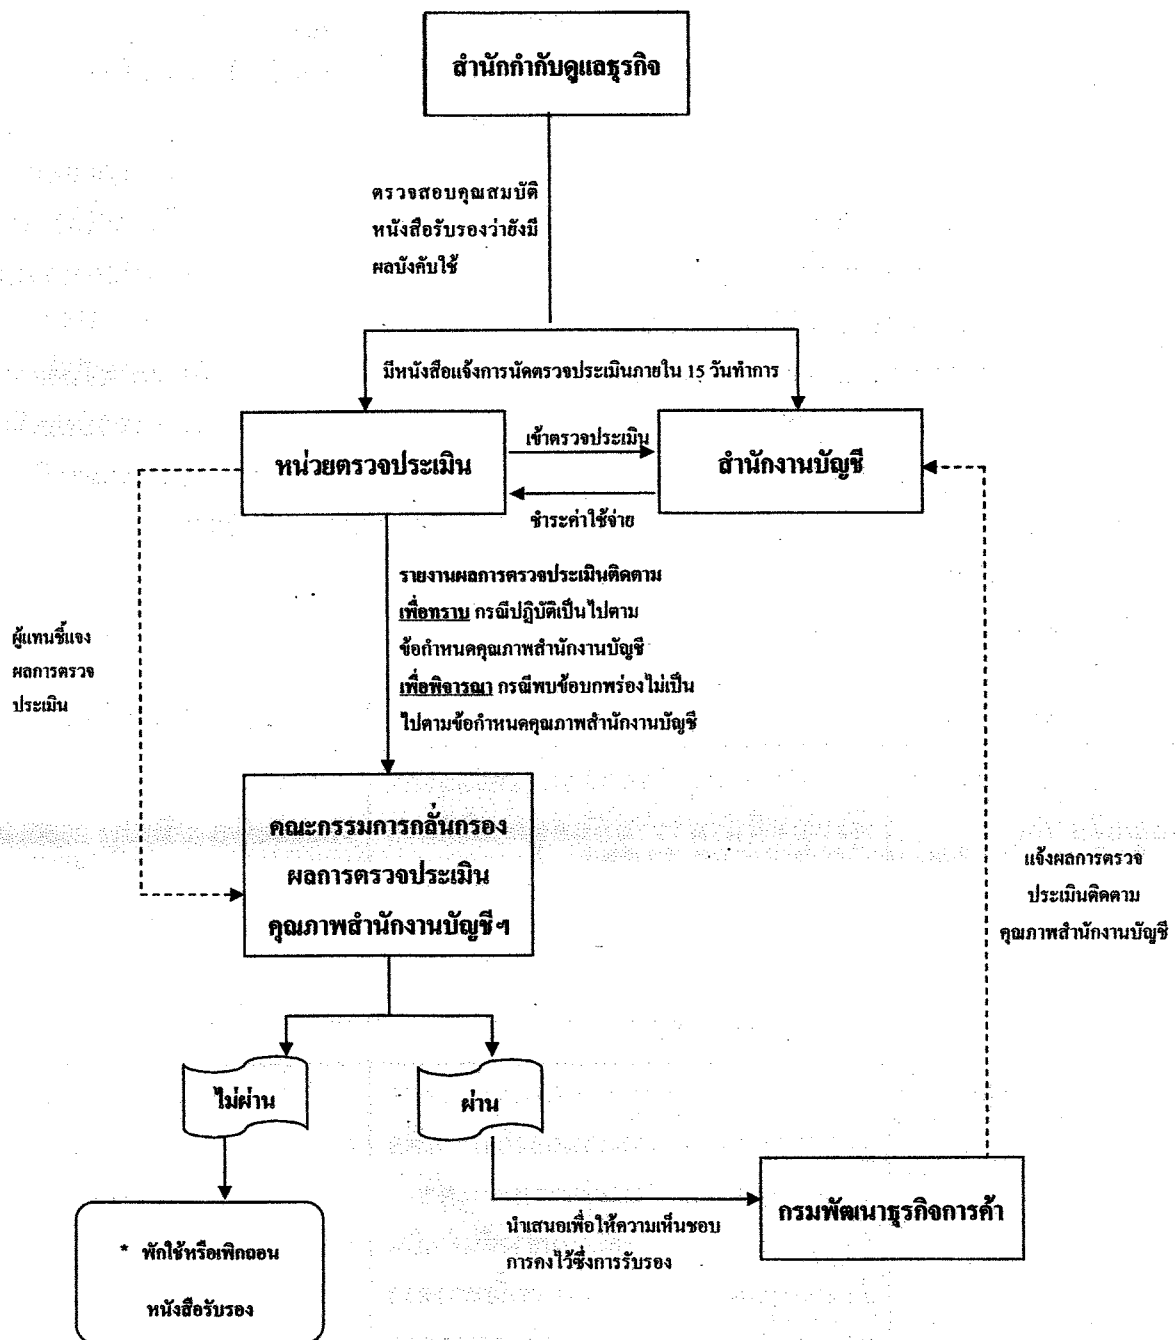 สำนักกำกับดูแลธุรกิจ
ตรวจสอบคุณสมบัติ
หนังสือรับรองว่ายังมี
ผลบังคับใช้
มีหนังสือแจ้งการนัดตรวจประเมินภายใน 15 วันทำการ
หน่วยตรวจประเมิน
เข้าตรวจประเมิน
สำนักงานบัญชี
ชำระค่าใช้จ่าย
รายงานผลการตรวจประเมินติดตาม
เพื่อทราบ กรณีปฏิบัติเป็นไปตาม
ข้อกำหนดคุณภาพสำนักงานบัญชี
เพื่อพิจารณา กรณีพบข้อบกพร่องไม่เป็น
ไปตามข้อกำหนดคุณภาพสำนักงานบัญชี
ผู้แทนชี้แจง
ผลการตรวจ
ประเมิน
คณะกรรมการกลั่นกรอง
ผลการตรวจประเมิน
คุณภาพสำนักงานบัญชีฯ
แจ้งผลการตรวจ
ประเมินติดตาม
คุณภาพสำนักงานบัญชี
ไม่ผ่าน
ผ่าน
กรมพัฒนาธุรกิจการค้า
นำเสนอเพื่อให้ความเห็นชอบ
การคงไว้ซึ่งการรับรอง
* พักใช้หรือเพิกถอน
หนังสือรับรอง